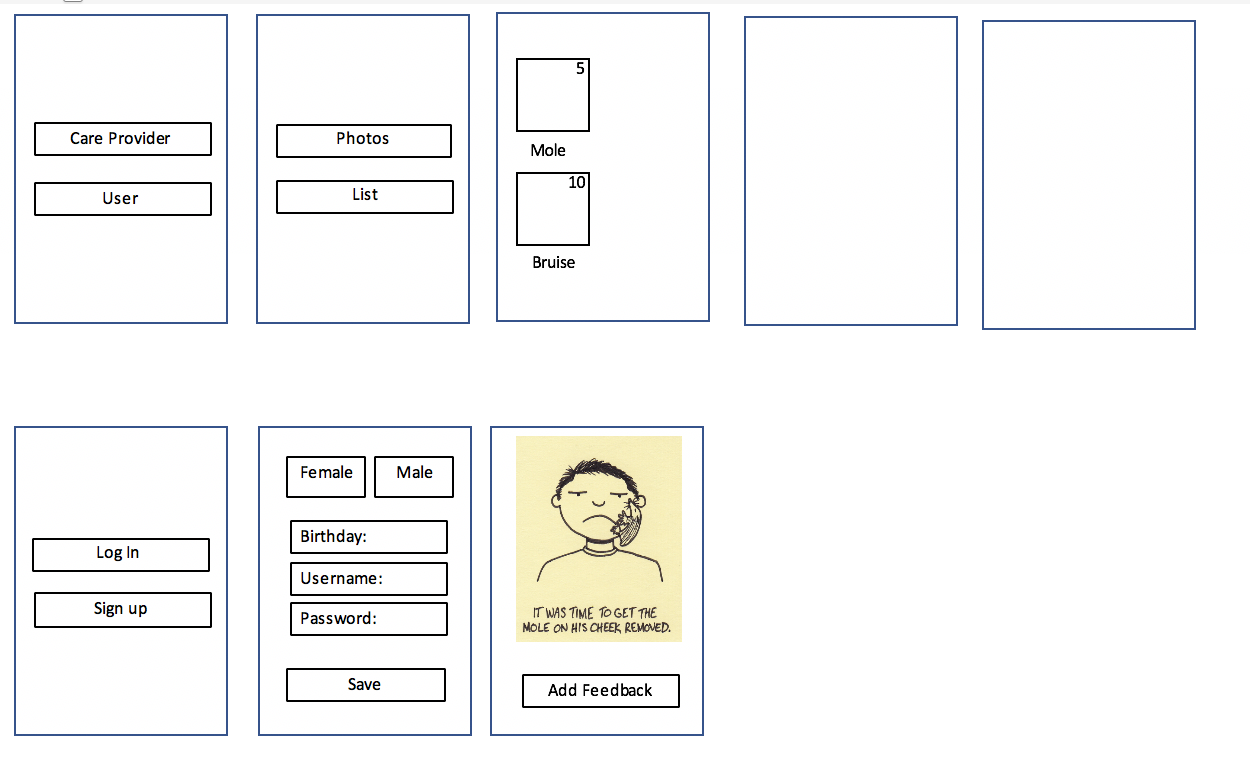 Care Provider
User
Photos
List
5
Mole
10
Bruise
Log In
Sign up
Female
Male
Birthday:
Username:
Password:
Save
IT WAS TIME TO GET THE
MOLE ON HIS CHEEK REMOVED.
Add Feedback